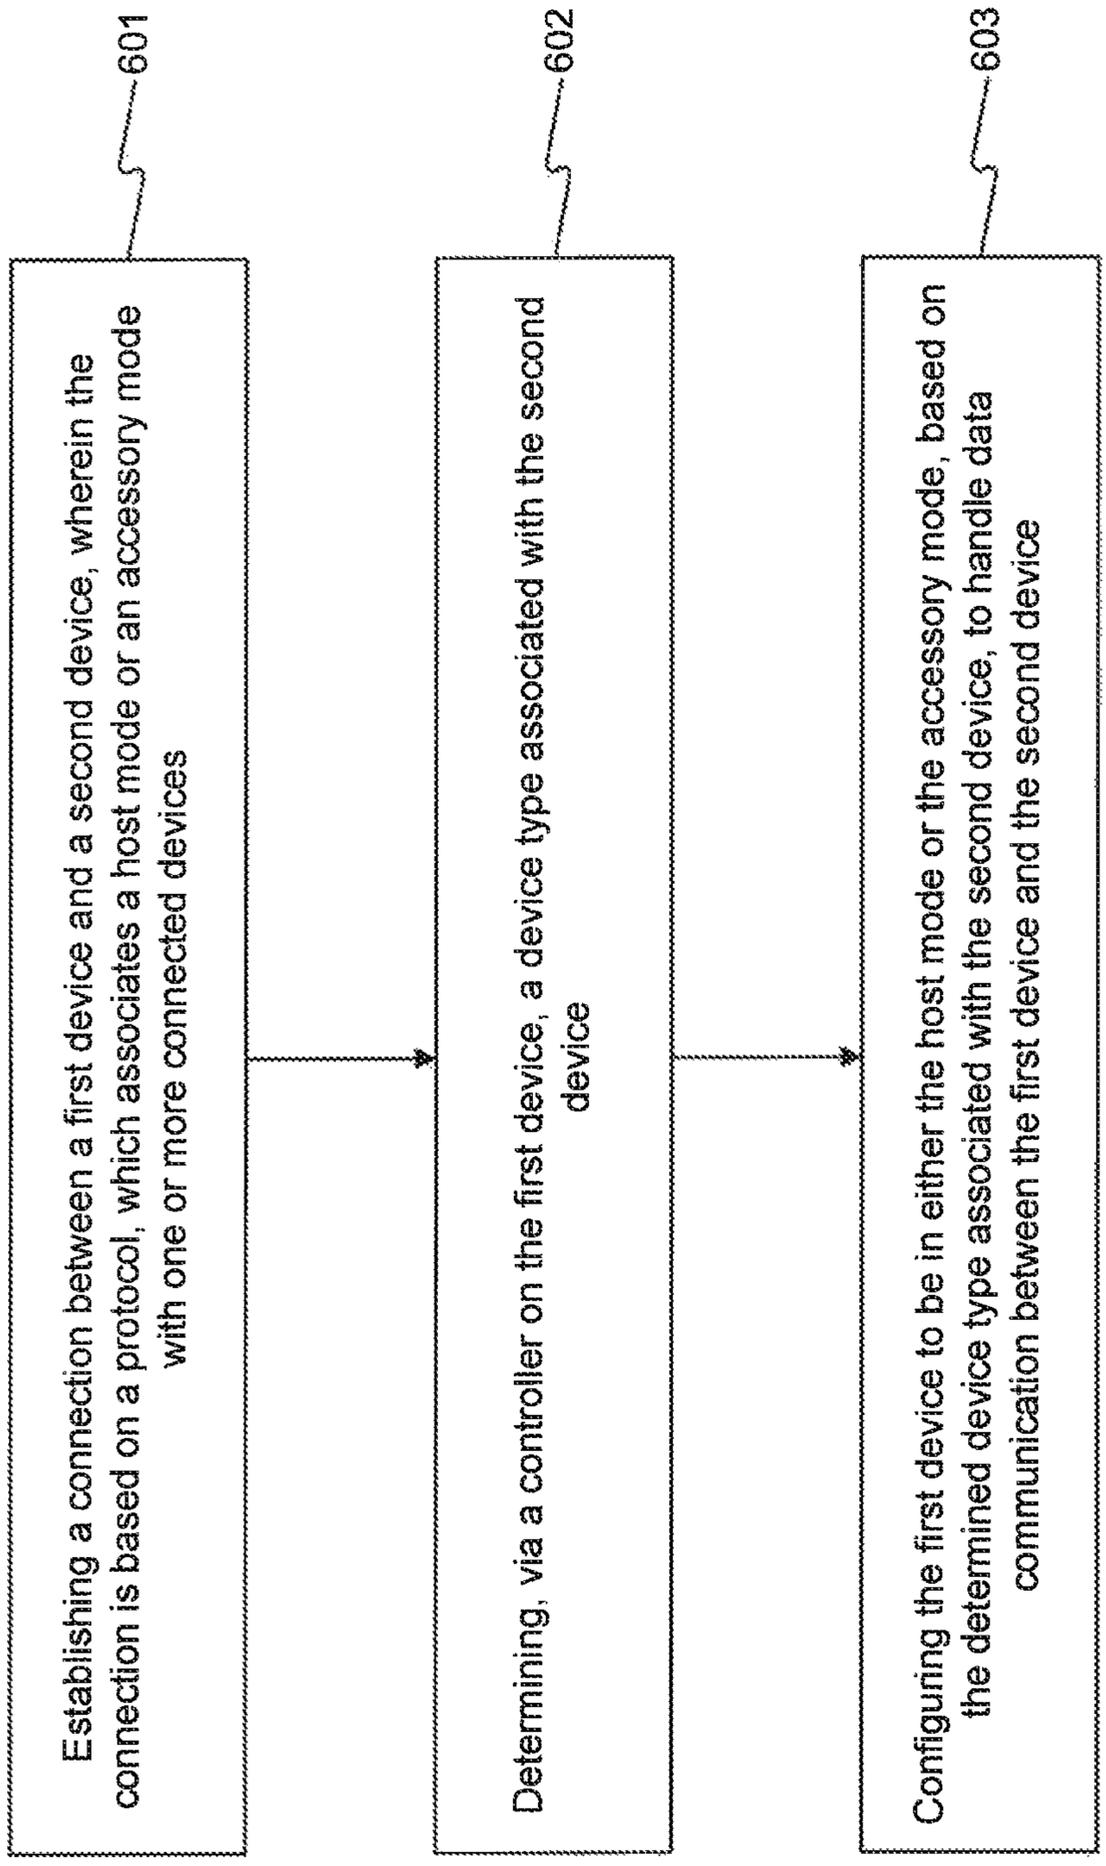 Establishing a connection between a first device and a second device, wherein the
connection is based on a protocol, which associates a host mode or an accessory mode
with one or more connected devices
601
Determining, via a controller on the first device, a device type associated with the second
device
602
Configuring the first device to be in either the host mode or the accessory mode, based on
the determined device type associated with the second device, to handle data
communication between the first device and the second device
603